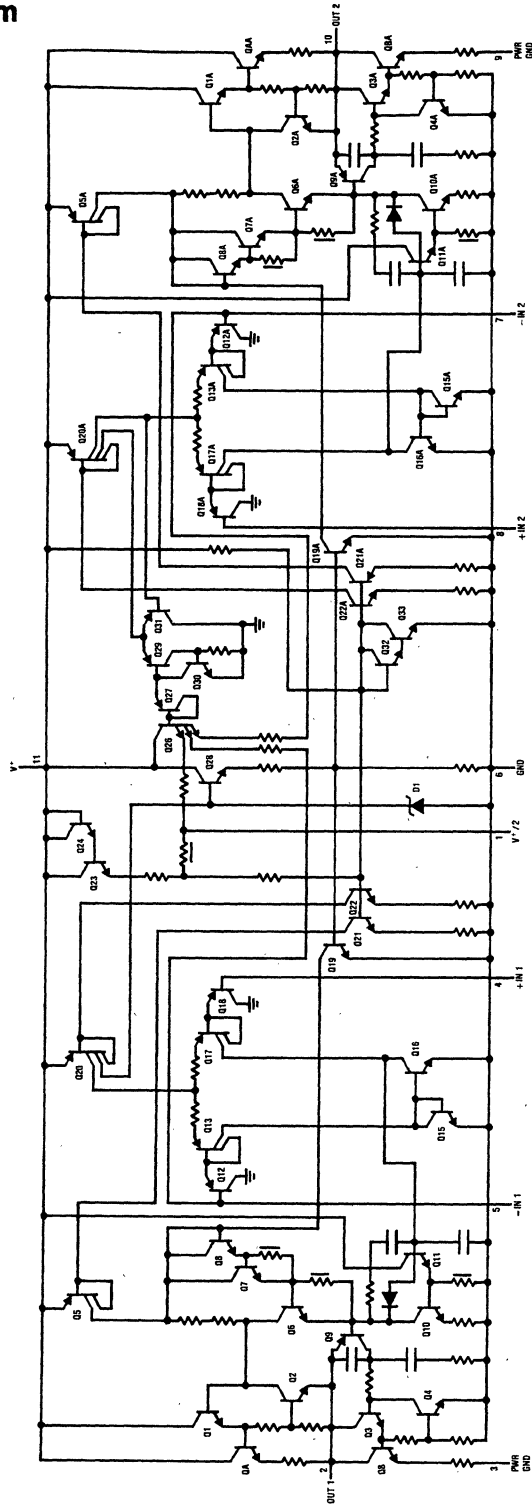 m
V+
11
Q1
QA
Q2
OUT 1
2
Q3
QB
Q4
3
PWR
GND
Q5
Q8
Q7
Q6
Q9
Q11
Q10
Q12
Q13
Q17
Q18
Q15
Q16
5
-IN 1
4
+IN 1
Q20
Q19
Q21
Q22
Q23
Q24
Q26
Q27
Q28
Q29
Q30
Q31
D1
1
V+/2
6
GND
Q32
Q33
Q22A
Q21A
Q19A
Q20A
Q18A
Q17A
Q13A
Q12A
Q16A
Q15A
8
+IN 2
7
-IN 2
Q5A
Q8A
Q7A
Q6A
Q9A
Q11A
Q10A
Q1A
QAA
Q2A
10
OUT 2
Q3A
QBA
Q4A
9
PWR
GND